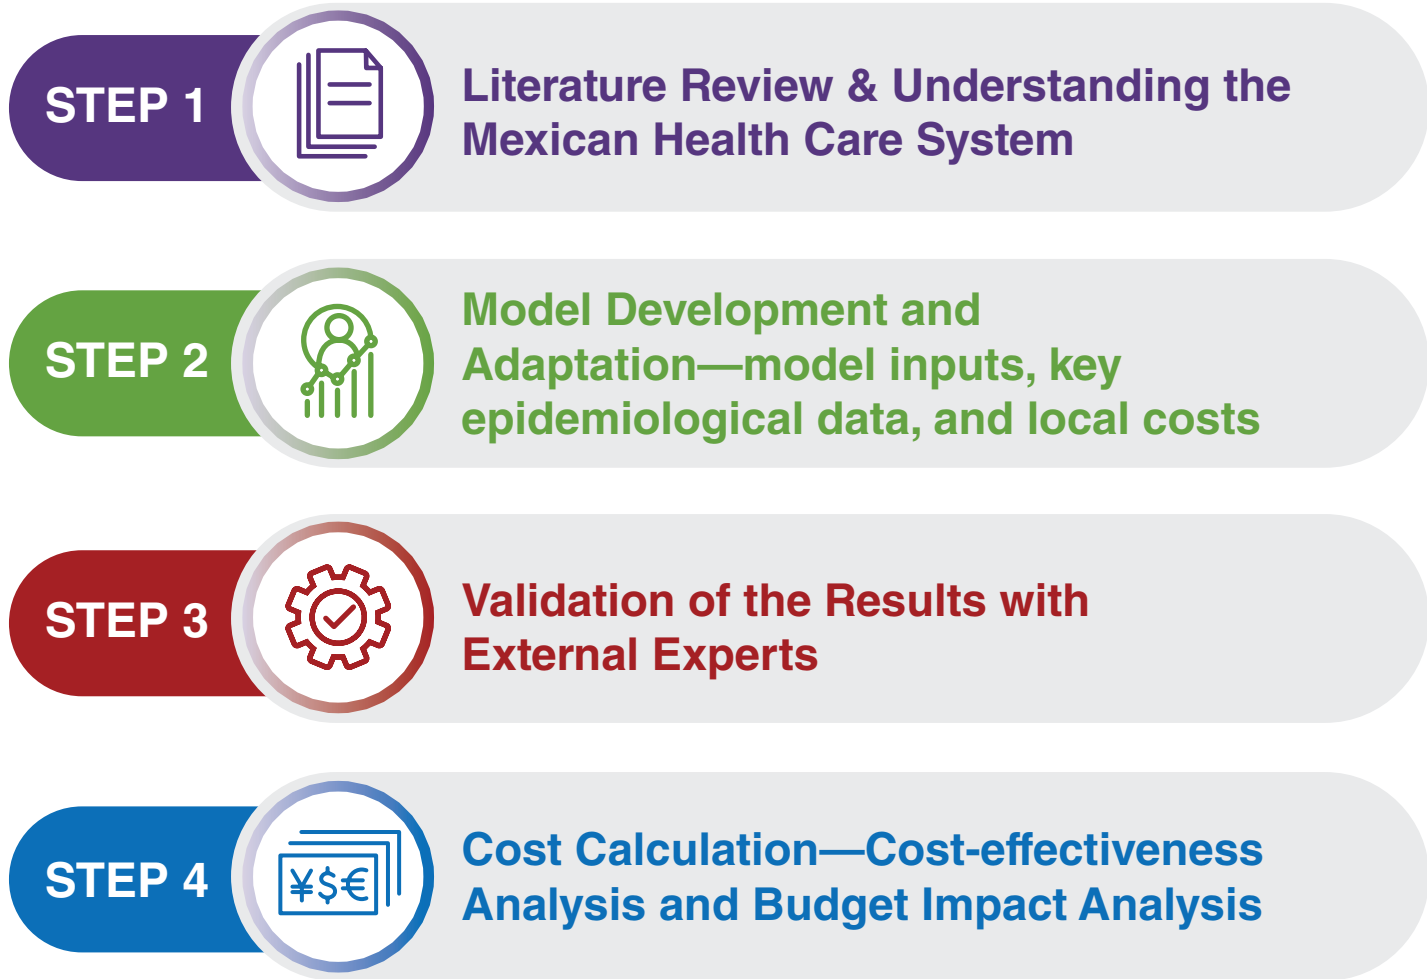 STEP 1
Literature Review & Understanding the
Mexican Health Care System
STEP 2
Model Development and
Adaptation—model inputs, key
epidemiological data, and local costs
STEP 3
Validation of the Results with
External Experts
STEP 4
¥$€
Cost Calculation—Cost-effectiveness
Analysis and Budget Impact Analysis